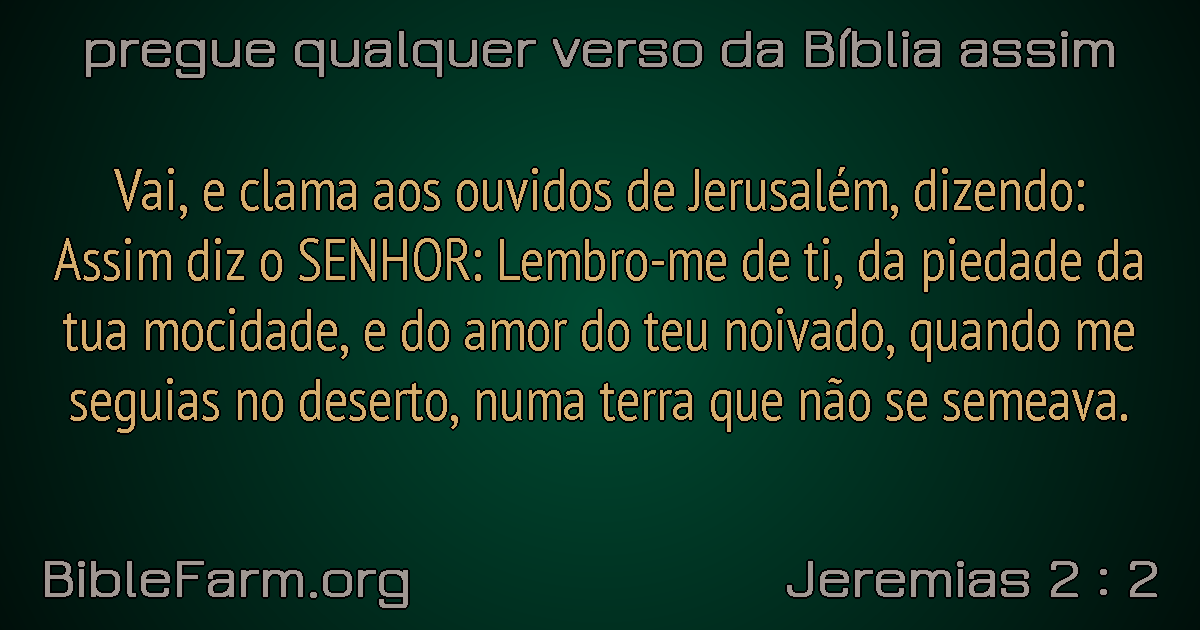 pregue qualquer verso da Bíblia assim
Vai, e clama aos ouvidos de Jerusalém, dizendo:
Assim diz o SENHOR: Lembro-me de ti, da piedade da
tua mocidade, e do amor do teu noivado, quando me
seguias no deserto, numa terra que não se semeava.
BibleFarm.org
Jeremias 2 : 2